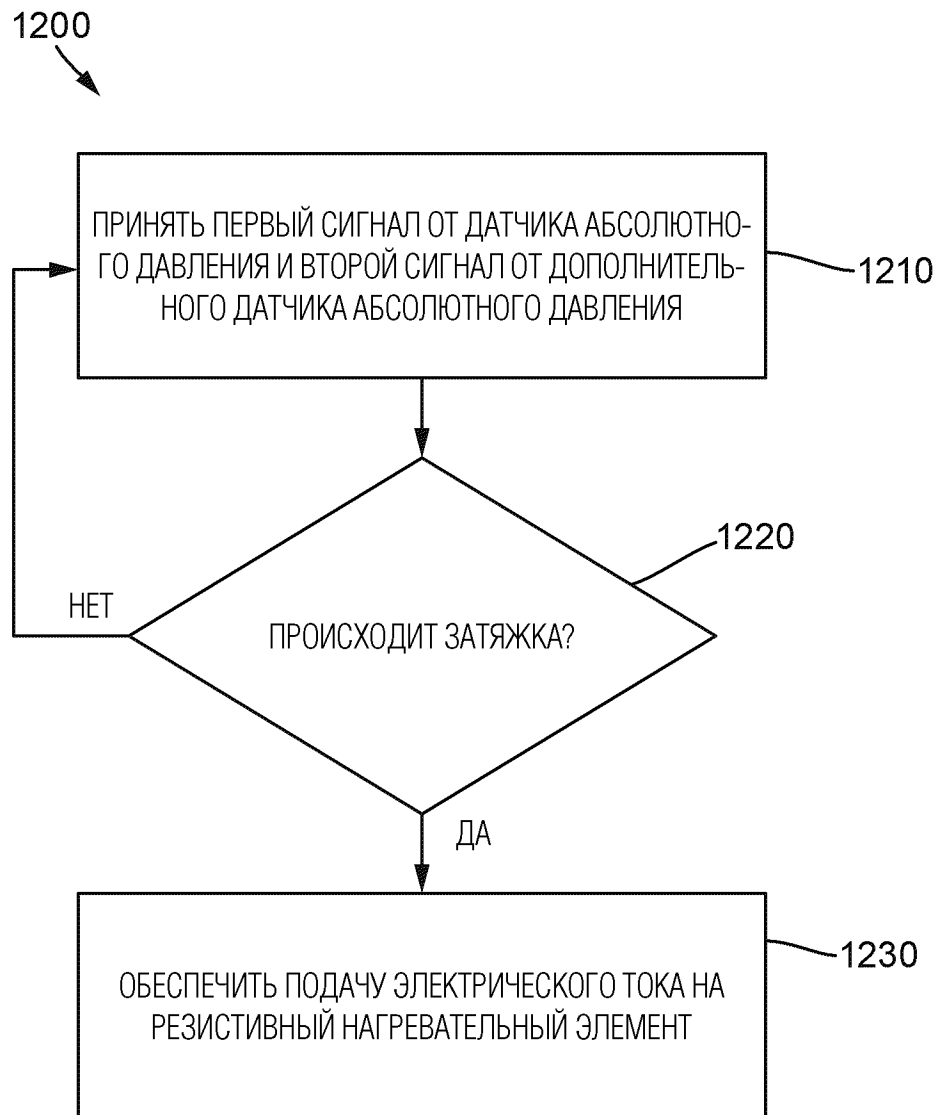 1200
ПРИНЯТЬ ПЕРВЫЙ СИГНАЛ ОТ ДАТЧИКА АБСОЛЮТНО-
ГО ДАВЛЕНИЯ И ВТОРОЙ СИГНАЛ ОТ ДОПОЛНИТЕЛЬ-
НОГО ДАТЧИКА АБСОЛЮТНОГО ДАВЛЕНИЯ
1210
1220
НЕТ
ПРОИСХОДИТ ЗАТЯЖКА?
ДА
1230
ОБЕСПЕЧИТЬ ПОДАЧУ ЭЛЕКТРИЧЕСКОГО ТОКА НА
РЕЗИСТИВНЫЙ НАГРЕВАТЕЛЬНЫЙ ЭЛЕМЕНТ